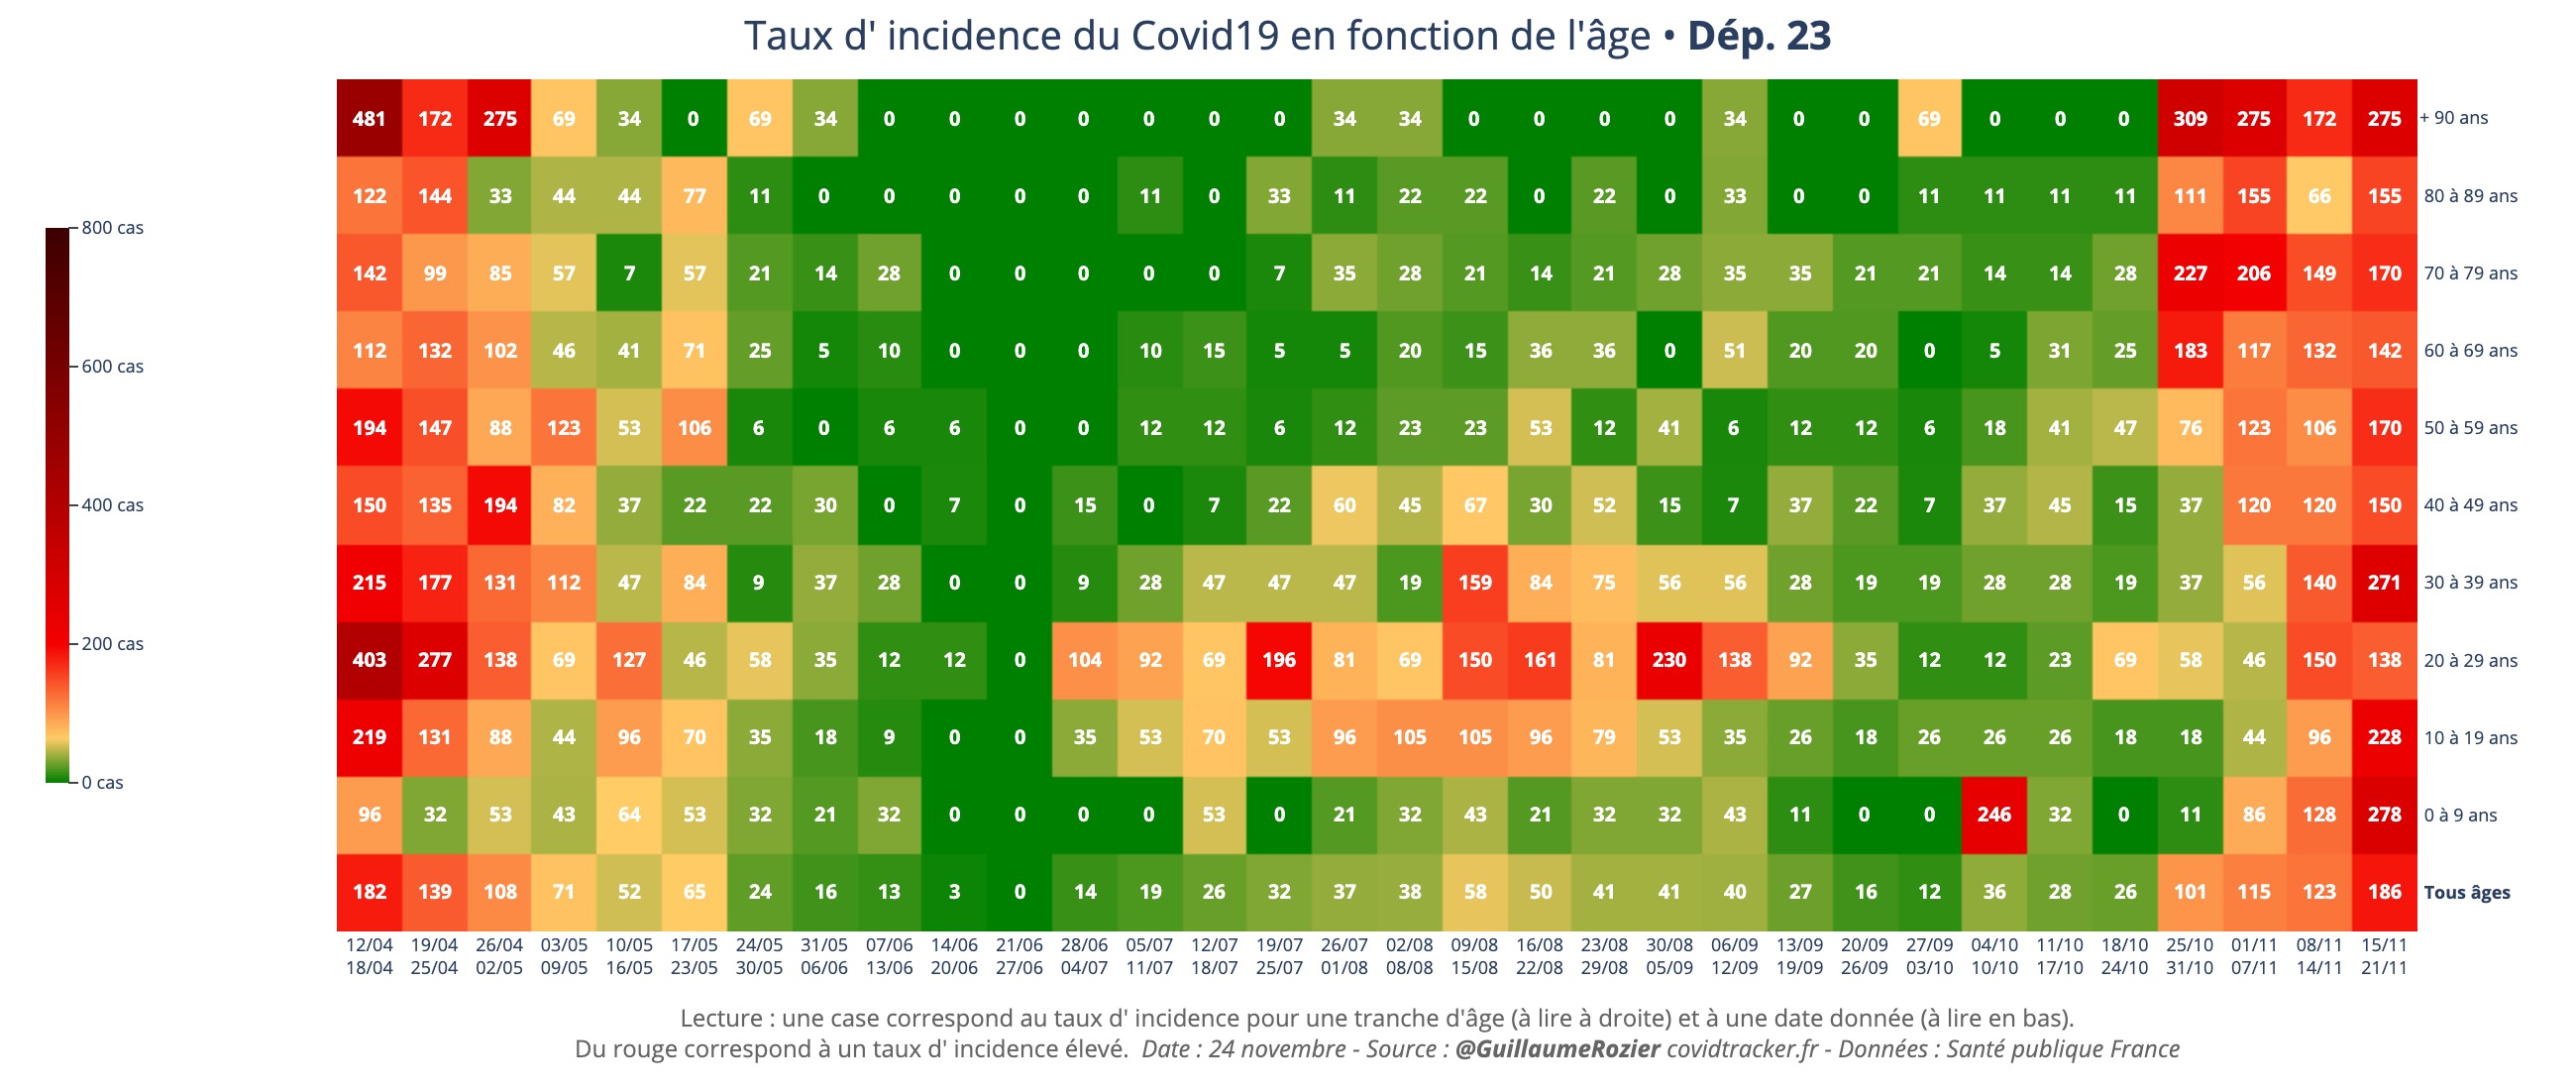 Taux d' incidence du Covid19 en fonction de l'âge • Dép. 23
800 cas
600 cas
400 cas
200 cas
0 cas
481 172 275 69 34 0 69 34 0 0 0 0 0 0 0 34 34 0 0 0 0 34 0 0 69 0 0 0 309 275 172 275 + 90 ans
122 144 33 44 44 77 11 0 0 0 0 0 11 0 33 11 22 22 0 22 0 33 0 0 11 11 11 11 111 155 66 155 80 à 89 ans
142 99 85 57 7 57 21 14 28 0 0 0 0 0 7 35 28 21 14 21 28 35 35 21 21 14 14 28 227 206 149 170 70 à 79 ans
112 132 102 46 41 71 25 5 10 0 0 0 10 15 5 5 20 15 36 36 0 51 20 20 0 5 31 25 183 117 132 142 60 à 69 ans
194 147 88 123 53 106 6 0 6 6 0 0 12 12 6 12 23 23 53 12 41 6 12 12 6 18 41 47 76 123 106 170 50 à 59 ans
150 135 194 82 37 22 22 30 0 7 0 15 0 7 22 60 45 67 30 52 15 7 37 22 7 37 45 15 37 120 120 150 40 à 49 ans
215 177 131 112 47 84 9 37 28 0 0 9 28 47 47 47 19 159 84 75 56 56 28 19 19 28 28 19 37 56 140 271 30 à 39 ans
403 277 138 69 127 46 58 35 12 12 0 104 92 69 196 81 69 150 161 81 230 138 92 35 12 12 23 69 58 46 150 138 20 à 29 ans
219 131 88 44 96 70 35 18 9 0 0 35 53 70 53 96 105 105 96 79 53 35 26 18 26 26 26 18 18 44 96 228 10 à 19 ans
96 32 53 43 64 53 32 21 32 0 0 0 0 53 0 21 32 43 21 32 32 43 11 0 0 246 32 0 11 86 128 278 0 à 9 ans
182 139 108 71 52 65 24 16 13 3 0 14 19 26 32 37 38 58 50 41 41 40 27 16 12 36 28 26 101 115 123 186 Tous âges
12/04 19/04 26/04 03/05 10/05 17/05 24/05 31/05 07/06 14/06 21/06 28/06 05/07 12/07 19/07 26/07 02/08 09/08 16/08 23/08 30/08 06/09 13/09 20/09 27/09 04/10 11/10 18/10 25/10 01/11 08/11 15/11
18/04 25/04 02/05 09/05 16/05 23/05 30/05 06/06 13/06 20/06 27/06 04/07 11/07 18/07 25/07 01/08 08/08 15/08 22/08 29/08 05/09 12/09 19/09 26/09 03/10 10/10 17/10 24/10 31/10 07/11 14/11 21/11
Lecture : une case correspond au taux d' incidence pour une tranche d'âge (à lire à droite) et à une date donnée (à lire en bas).
Du rouge correspond à un taux d' incidence élevé. Date : 24 novembre - Source : @GuillaumeRozier covidtracker.fr - Données : Santé publique France